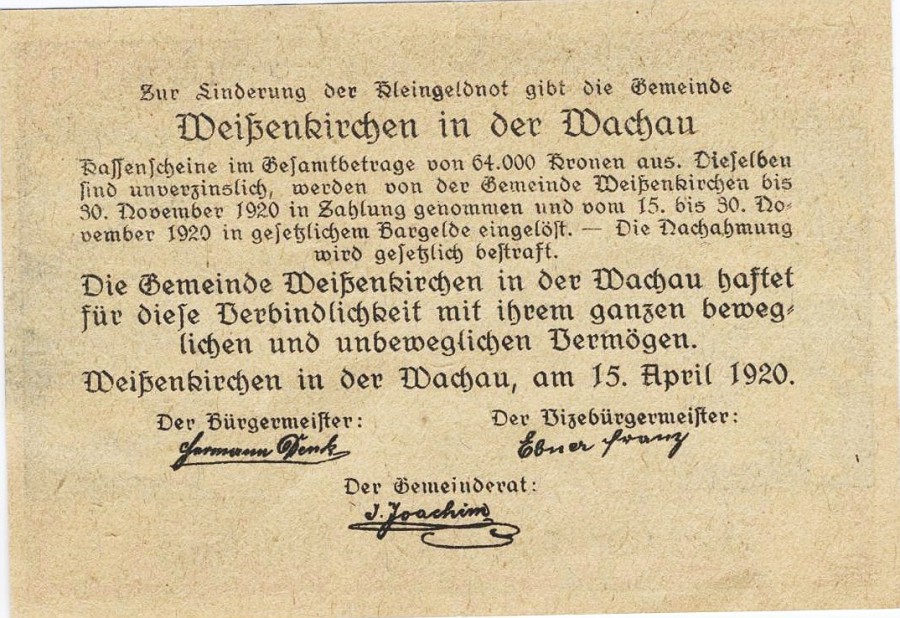 Zur Linderung der Kleingeldnot gibt die Gemeinde
Weißenkirchen in der Wachau
Kassenscheine im Gesamtbetrage von 64.000 Kronen aus. Dieselben
sind unverzinslich, werden von der Gemeinde Weißenkirchen bis
30. November 1920 in Zahlung genommen und vom 15. bis 30. No-
vember 1920 in gesetzlichem Bargelde eingelöst. — Die Nachahmung
wird gesetzlich bestraft.
Die Gemeinde Weißenkirchen in der Wachau haftet
für diese Verbindlichkeit mit ihrem ganzen beweg-
lichen und unbeweglichen Vermögen.
Weißenkirchen in der Wachau, am 15. April 1920.
Der Bürgermeister:
Hermann Denk
Der Vizebürgermeister:
Ebner Franz
Der Gemeinderat:
J. Joachim